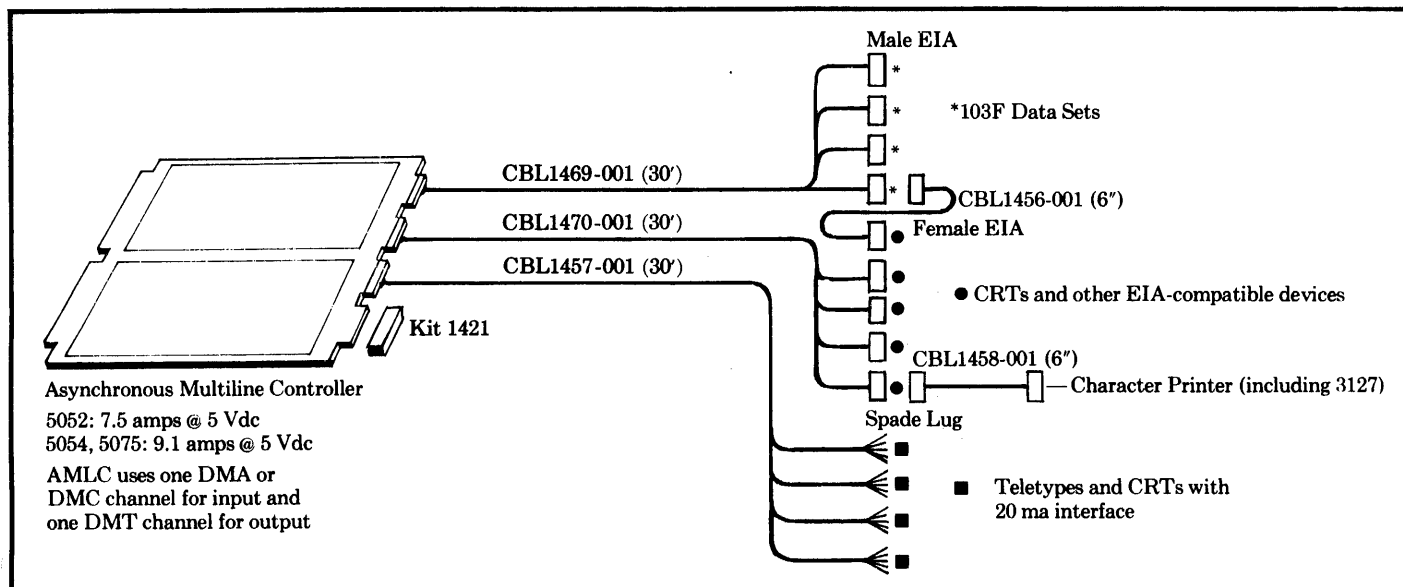 Male EIA
*
*
*103F Data Sets
*
CBL1469-001 (30′)
*
CBL1456-001 (6″)
CBL1470-001 (30′)
Female EIA
CBL1457-001 (30′)
● CRTs and other EIA-compatible devices
Kit 1421
CBL1458-001 (6″)
Character Printer (including 3127)
Spade Lug
Asynchronous Multiline Controller
5052: 7.5 amps @ 5 Vdc
5054, 5075: 9.1 amps @ 5 Vdc
AMLC uses one DMA or
DMC channel for input and
one DMT channel for output
■ Teletypes and CRTs with
20 ma interface